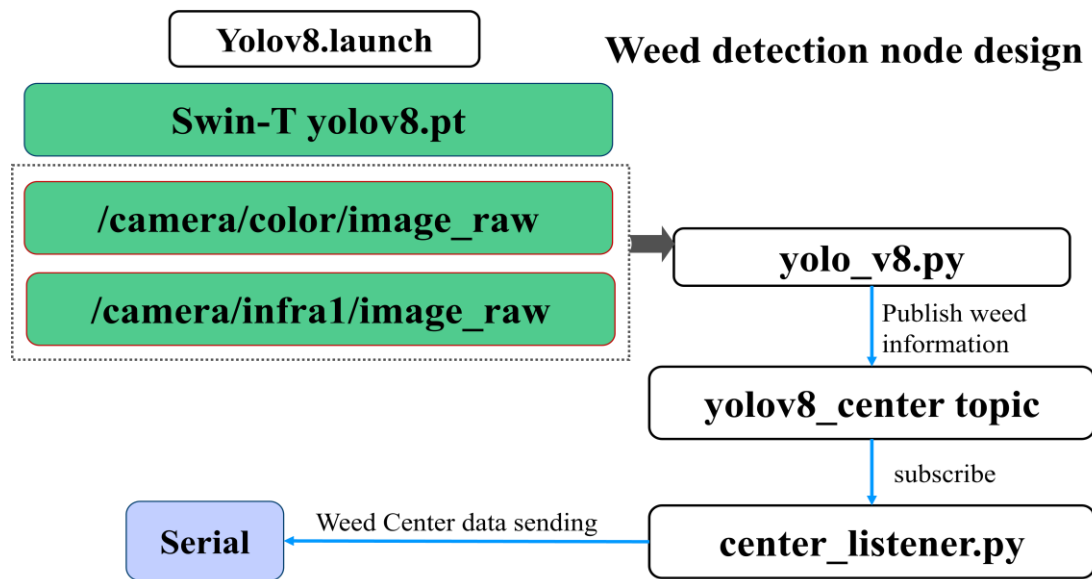 Yolov8.launch
Weed detection node design
Swin-T yolov8.pt
/camera/color/image_raw
/camera/infra1/image_raw
yolo_v8.py
Publish weed
information
yolov8_center topic
subscribe
Serial
Weed Center data sending
center_listener.py